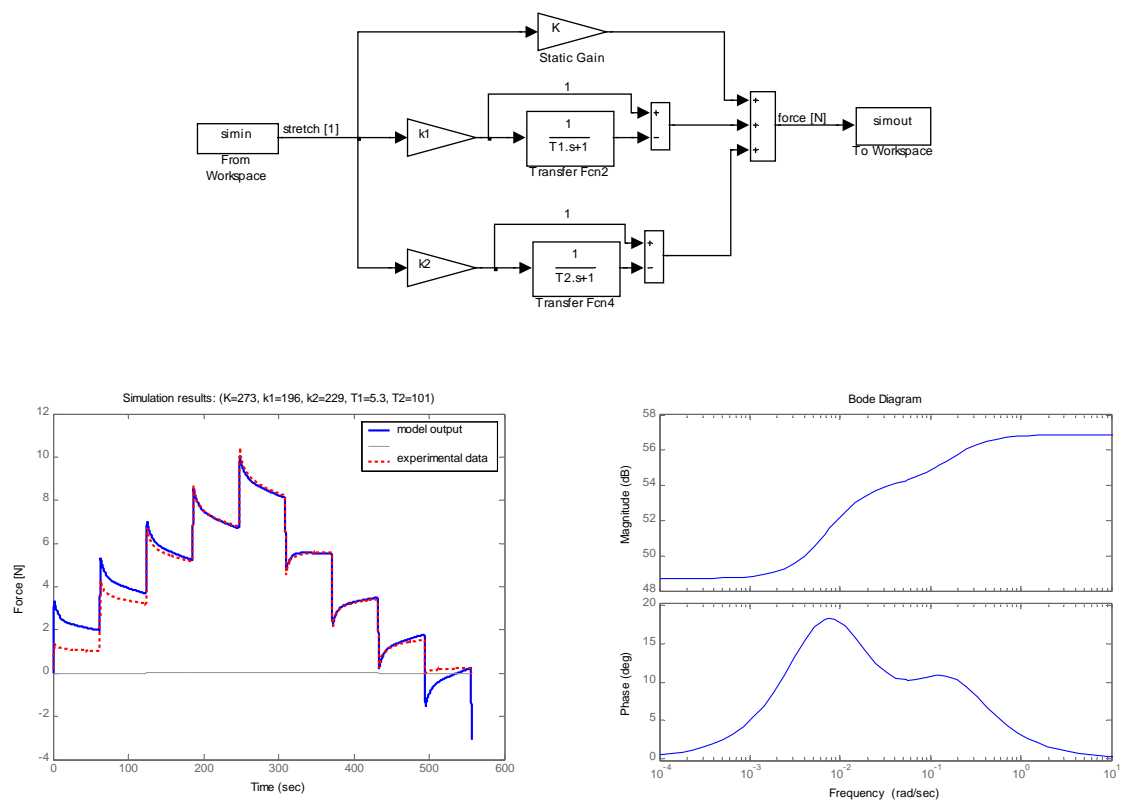 K
Static Gain
1
simin
stretch [1]
From
Workspace
k1
1
T1.s+1
Transfer Fcn2
+
−
+
+
+
force [N]
simout
To Workspace
1
k2
1
T2.s+1
Transfer Fcn4
+
−
Simulation results: (K=273, k1=196, k2=229, T1=5.3, T2=101)
12
10
8
6
4
2
0
-2
-4
Force [N]
model output
experimental data
0
100
200
300
400
500
600
Time (sec)
Bode Diagram
58
56
54
52
50
48
Magnitude (dB)
20
15
10
5
0
Phase (deg)
10^-4
10^-3
10^-2
10^-1
10^0
10^1
Frequency (rad/sec)